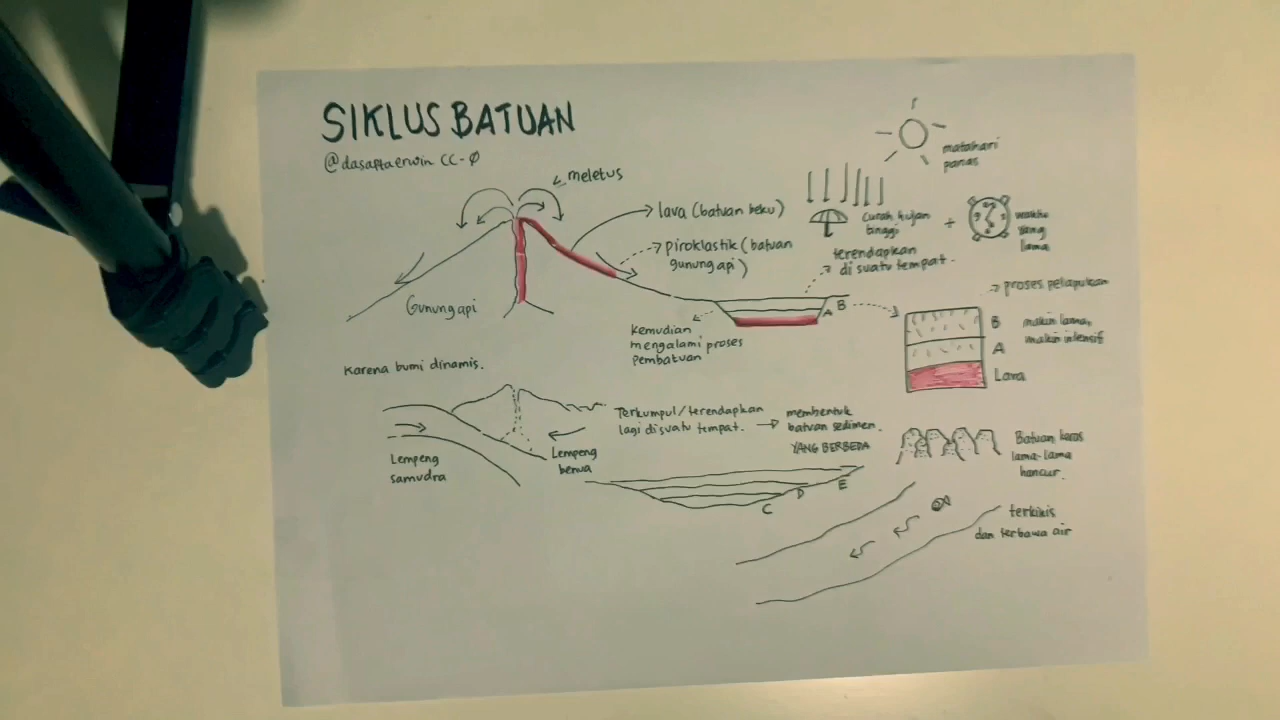 SIKLUS BATUAN
@dasaptaerwin CC-Ø
meletus
lava (batuan beku)
piroklastik (batuan
gunung api)
Gunung api
matahari
panas
curah hujan
tinggi
+
waktu
yang
lama
terendapkan
di suatu tempat.
A
B
Kemudian
mengalami proses
pembatuan
proses pelapukan
B
A
Lava
makin lama,
makin intensif
Karena bumi dinamis.
Lempeng
samudra
Lempeng
benua
Terkumpul/terendapkan
lagi disuatu tempat.
membentuk
batuan sedimen.
YANG BERBEDA
C
D
E
Batuan keras
lama-lama
hancur.
terkikis
dan terbawa air